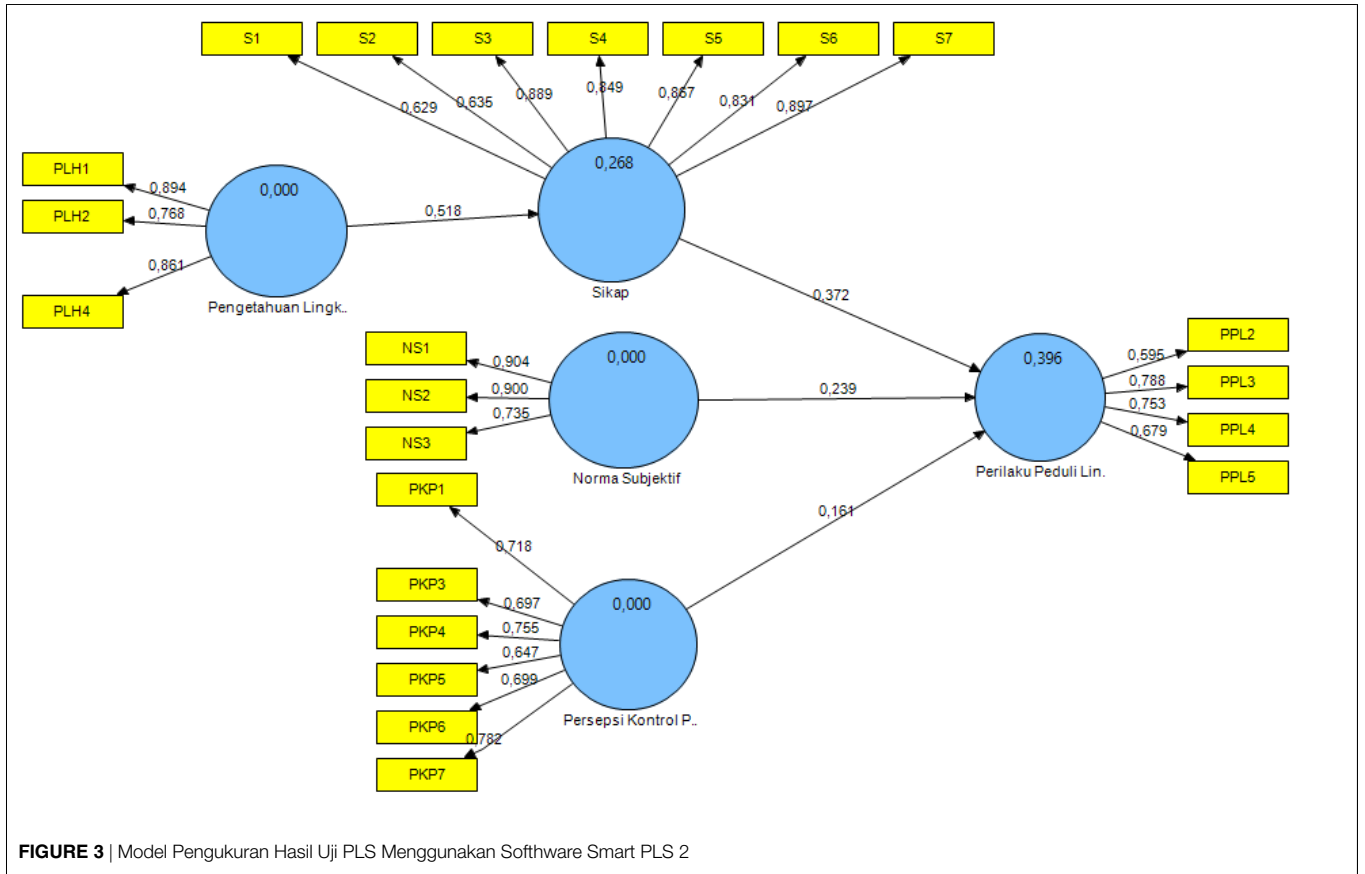 S1 S2 S3 S4 S5 S6 S7
0,629 0,635 0,889 0,849 0,867 0,831 0,897
0,268
Sikap
PLH1
PLH2
PLH4
0,894
0,768
0,861
0,000
Pengetahuan Lingk..
0,518
0,372
NS1
NS2
NS3
0,904
0,900
0,735
0,000
Norma Subjektif
0,239
0,396
Perilaku Peduli Lin.
0,595
0,788
0,753
0,679
PPL2
PPL3
PPL4
PPL5
PKP1
PKP3
PKP4
PKP5
PKP6
PKP7
0,718
0,697
0,755
0,647
0,699
0,782
0,000
Persepsi Kontrol P..
0,161
FIGURE 3 | Model Pengukuran Hasil Uji PLS Menggunakan Softhware Smart PLS 2